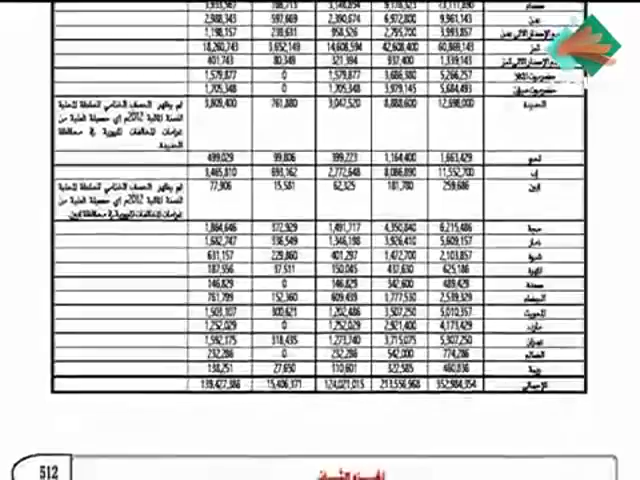 عدن 9,961,143 6,972,800 2,390,674 597,669 2,988,343
3,993,857 2,795,700 958,526 239,631 1,198,157
تعز 60,869,143 42,608,400 14,608,594 3,652,149 18,260,743
1,339,143 937,400 321,394 80,349 401,743
5,266,257 3,686,380 1,579,877 0 1,579,877
5,684,493 3,979,145 1,705,348 0 1,705,348
الحديدة 12,698,000 8,888,600 3,047,520 761,880 3,809,400 لم يظهر الحساب الختامي للسلطة المحلية
للسنة المالية 2012م أي حصيلة فعلية من
غرامات المخالفات المرورية في محافظة
الحديدة.
لحج 1,663,429 1,164,400 399,223 99,806 499,029
إب 11,552,700 8,086,890 2,772,648 693,162 3,465,810
أبين 259,686 181,780 62,325 15,581 77,906 لم يظهر الحساب الختامي للسلطة المحلية
للسنة المالية 2012م أي حصيلة فعلية من
غرامات المخالفات المرورية في محافظة أبين.
حجة 6,215,486 4,350,840 1,491,717 372,929 1,864,646
ذمار 5,609,157 3,926,410 1,346,198 336,549 1,682,747
شبوة 2,103,857 1,472,700 401,297 229,860 631,157
المهرة 625,186 437,630 150,045 37,511 187,556
صعدة 489,429 342,600 146,829 0 146,829
البيضاء 2,539,329 1,777,530 609,439 152,360 761,799
المحويت 5,010,357 3,507,250 1,202,486 300,621 1,503,107
مأرب 4,173,429 2,921,400 1,252,029 0 1,252,029
عمران 5,307,250 3,715,075 1,273,740 318,435 1,592,175
الضالع 774,286 542,000 232,286 0 232,286
ريمة 460,836 322,585 110,601 27,650 138,251
الإجمالي 352,984,354 213,556,968 124,021,015 15,406,371 139,427,386
512